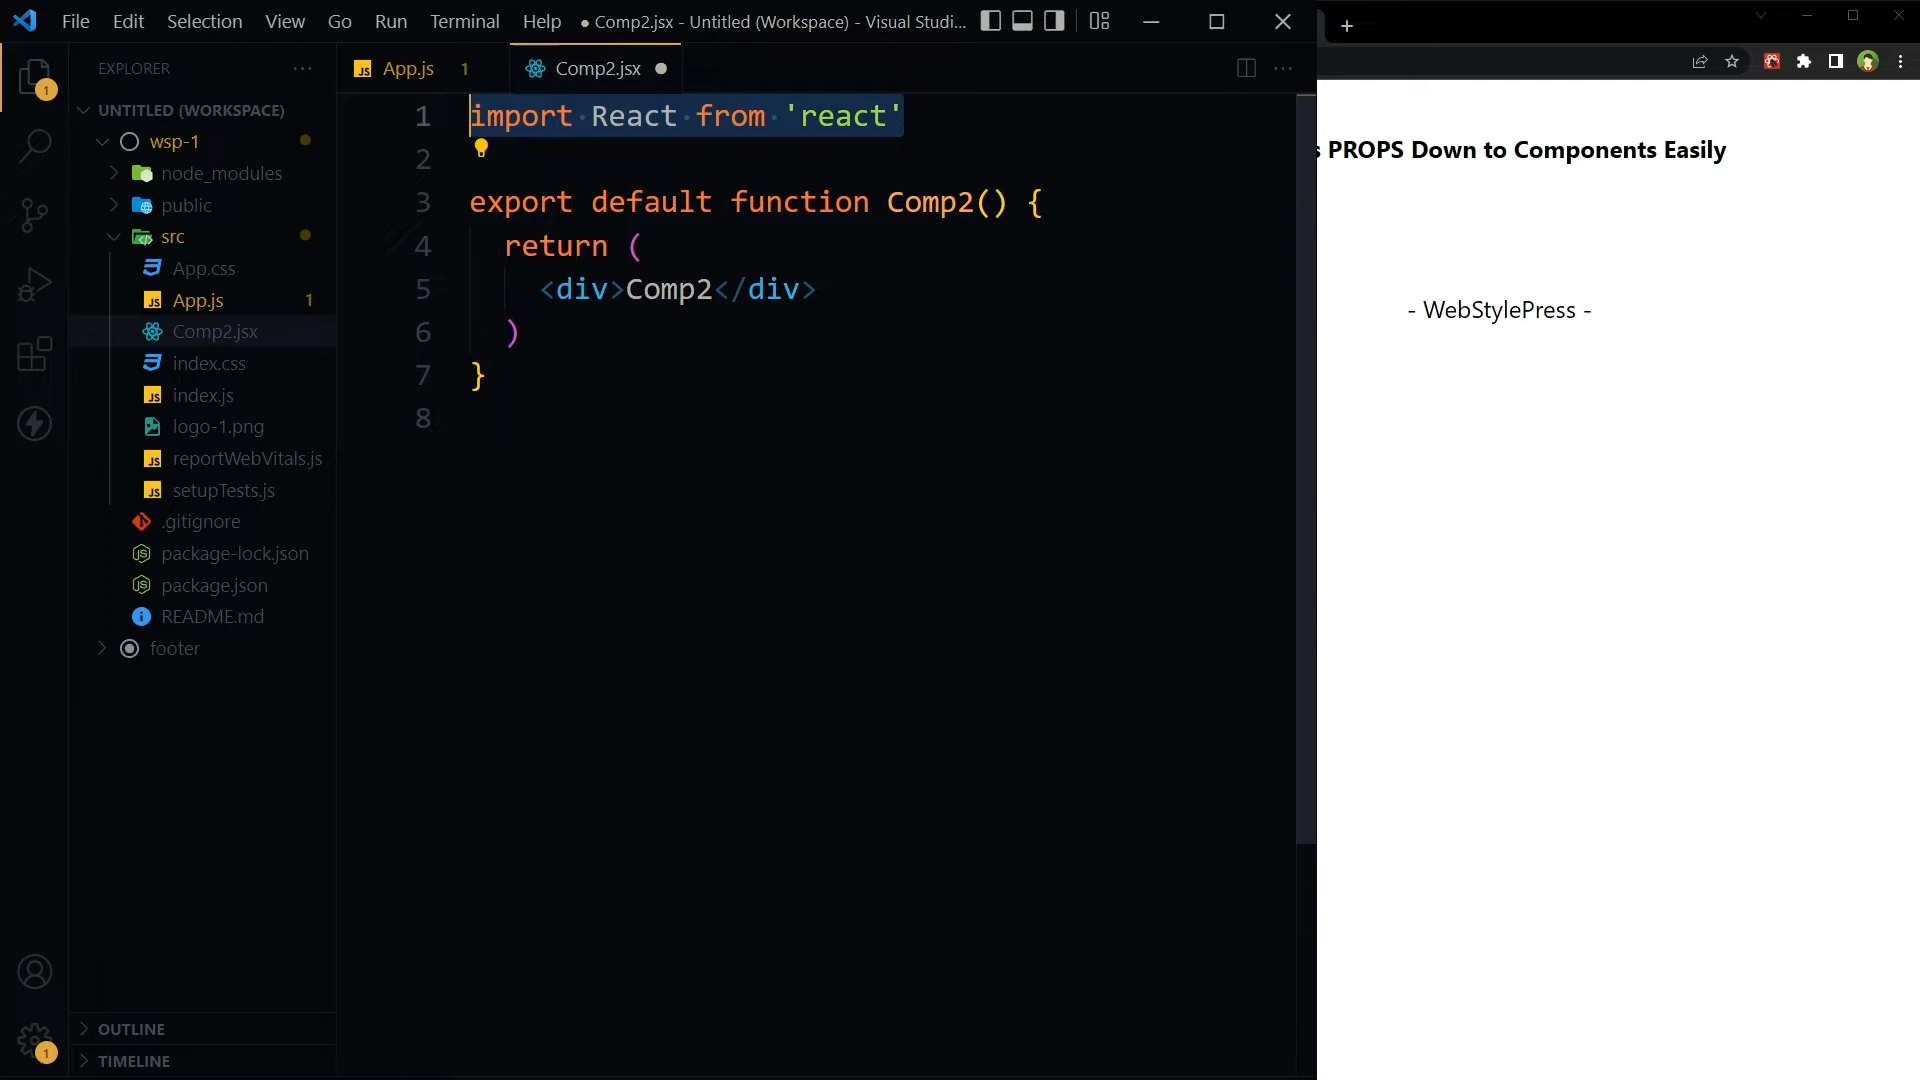 File Edit Selection View Go Run Terminal Help ● Comp2.jsx - Untitled (Workspace) - Visual Studi...
EXPLORER
UNTITLED (WORKSPACE)
wsp-1
node_modules
public
src
App.css
App.js 1
Comp2.jsx
index.css
index.js
logo-1.png
reportWebVitals.js
setupTests.js
.gitignore
package-lock.json
package.json
README.md
footer
OUTLINE
TIMELINE
1
1
App.js 1
Comp2.jsx ●
1 import React from 'react'
2
3 export default function Comp2() {
4 return (
5 <div>Comp2</div>
6 )
7 }
8
s PROPS Down to Components Easily
- WebStylePress -